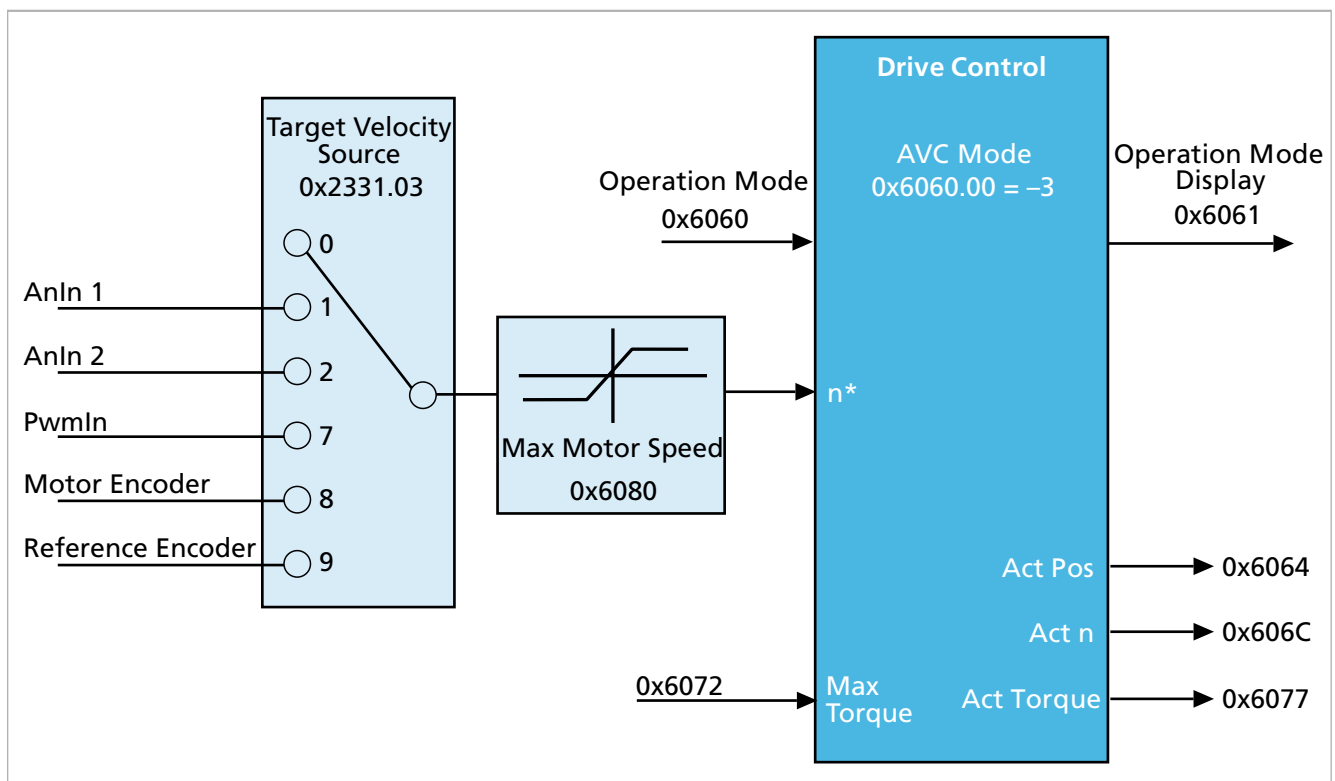 Target Velocity
Source
0x2331.03
0
AnIn 1
1
AnIn 2
2
PwmIn
7
Motor Encoder
8
Reference Encoder
9
Max Motor Speed
0x6080
Operation Mode
0x6060
Drive Control
AVC Mode
0x6060.00 = –3
n*
0x6072
Max
Torque
Act Pos
Act n
Act Torque
Operation Mode
Display
0x6061
0x6064
0x606C
0x6077